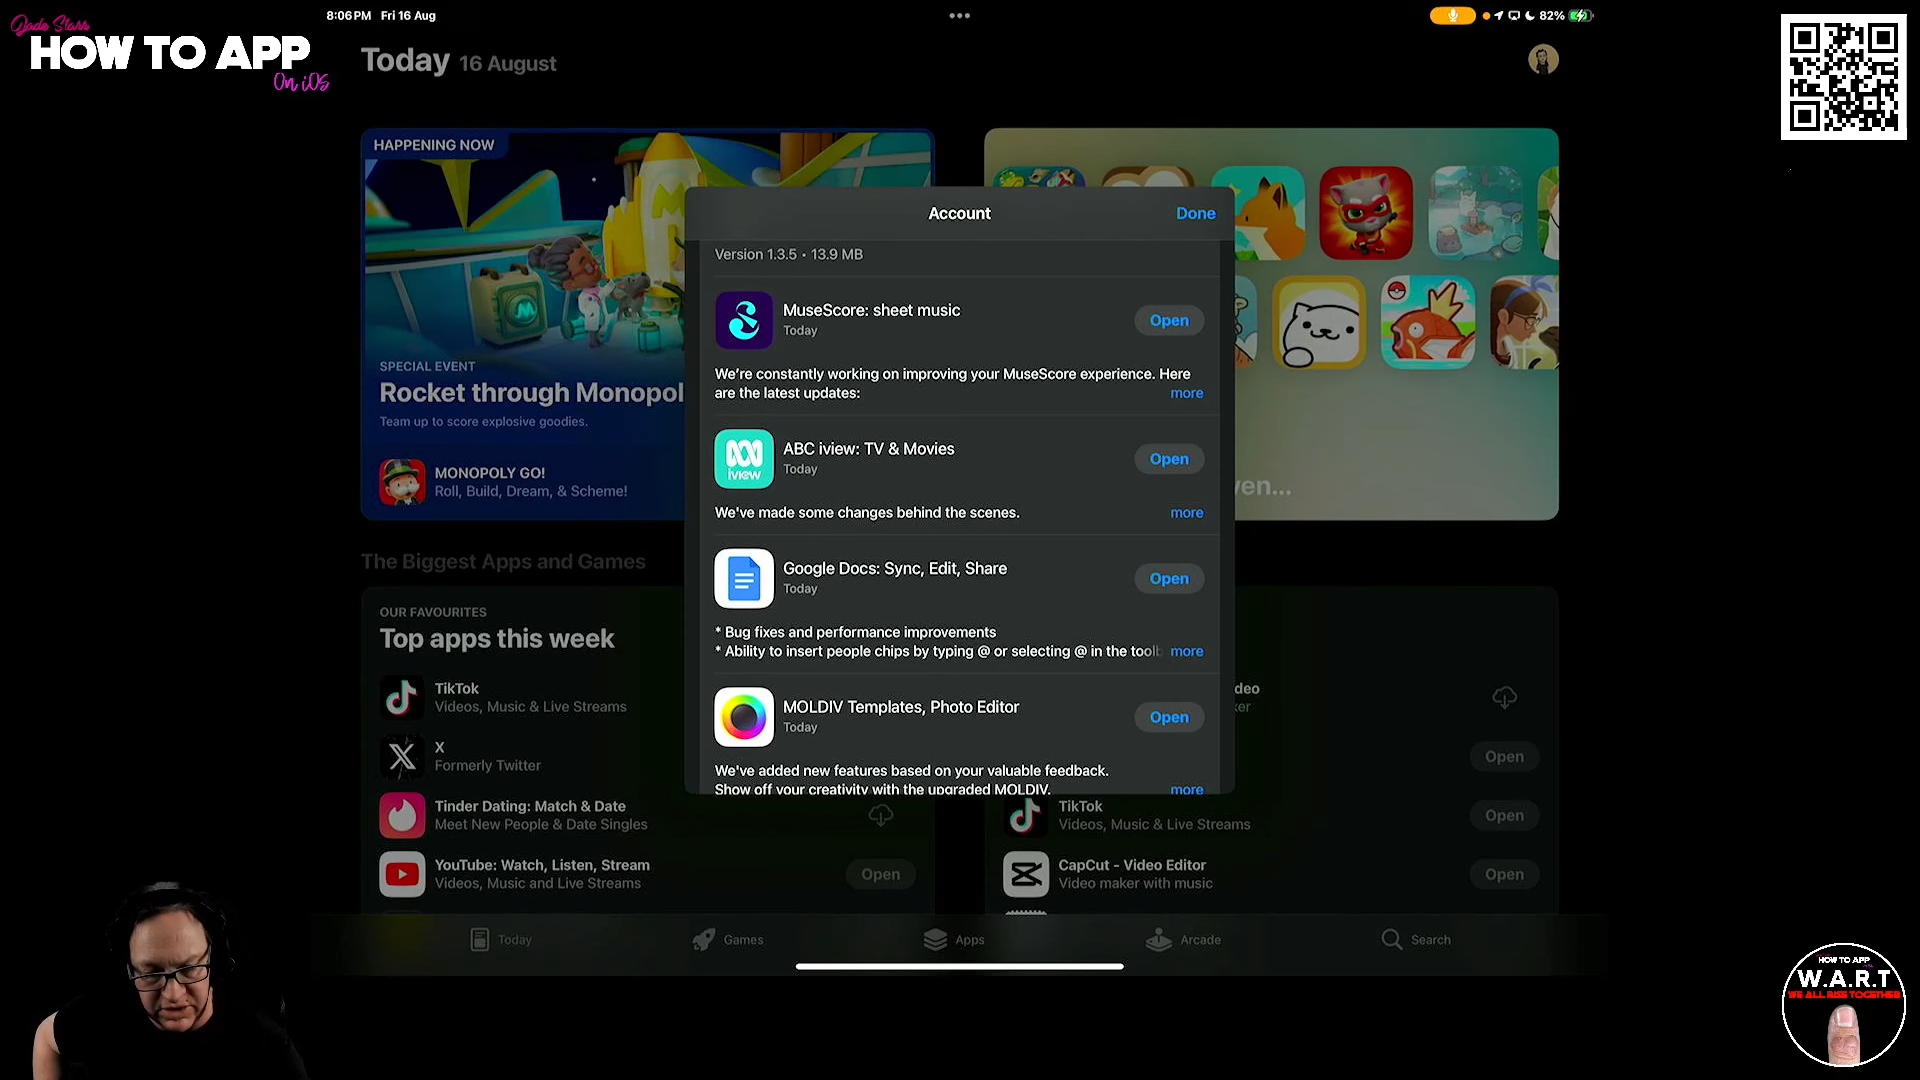 Jade Starr
HOW TO APP
On iOS
8:06 PM Fri 16 Aug
82%
Today 16 August
HAPPENING NOW
SPECIAL EVENT
Rocket through Monopol
Team up to score explosive goodies.
MONOPOLY GO!
Roll, Build, Dream, & Scheme!
ven...
Account
Done
Version 1.3.5 • 13.9 MB
MuseScore: sheet music
Today
Open
We're constantly working on improving your MuseScore experience. Here
are the latest updates:
more
iview
ABC iview: TV & Movies
Today
Open
We've made some changes behind the scenes.
more
Google Docs: Sync, Edit, Share
Today
Open
* Bug fixes and performance improvements
* Ability to insert people chips by typing @ or selecting @ in the toolb
more
MOLDIV Templates, Photo Editor
Today
Open
We've added new features based on your valuable feedback.
Show off your creativity with the upgraded MOLDIV.
more
The Biggest Apps and Games
OUR FAVOURITES
Top apps this week
TikTok
Videos, Music & Live Streams
X
Formerly Twitter
Tinder Dating: Match & Date
Meet New People & Date Singles
YouTube: Watch, Listen, Stream
Videos, Music and Live Streams
Open
deo
ker
Open
TikTok
Videos, Music & Live Streams
Open
CapCut - Video Editor
Video maker with music
Open
Today
Games
Apps
Arcade
Search
HOW TO APP
W.A.R.T
WE ALL RISE TOGETHER